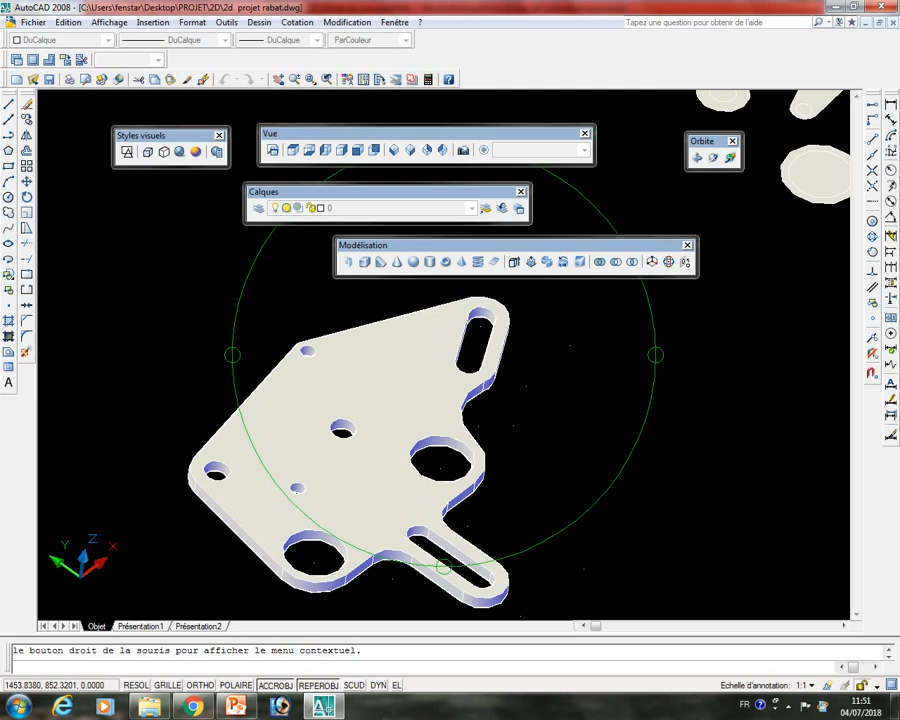 AutoCAD 2008 - [C:\Users\fenstar\Desktop\PROJET\2D\2d projet rabat.dwg]
Fichier Edition Affichage Insertion Format Outils Dessin Cotation Modification Fenêtre ?
Tapez une question pour obtenir de l'aide
DuCalque DuCalque DuCalque ParCouleur
Styles visuels
Vue
Orbite
Calques
0
Modélisation
Y Z X
Objet Présentation1 Présentation2
le bouton droit de la souris pour afficher le menu contextuel.
1453.8380, 852.3201, 0.0000 RESOL GRILLE ORTHO POLAIRE ACCROBJ REPEROBJ SCUD DYN EL Echelle d'annotation: 1:1
FR 11:51
04/07/2018
A